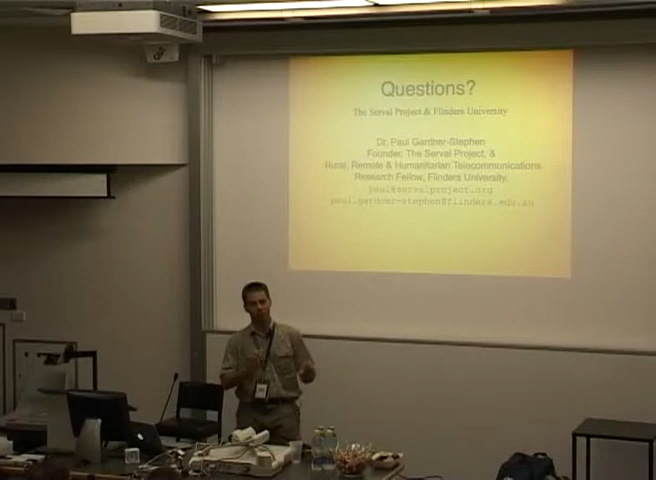 Questions?
The Serval Project & Flinders University
Dr. Paul Gardner-Stephen
Founder, The Serval Project, &
Rural, Remote & Humanitarian Telecommunications
Research Fellow, Flinders University.
paul@servalproject.org
paul.gardner-stephen@flinders.edu.au